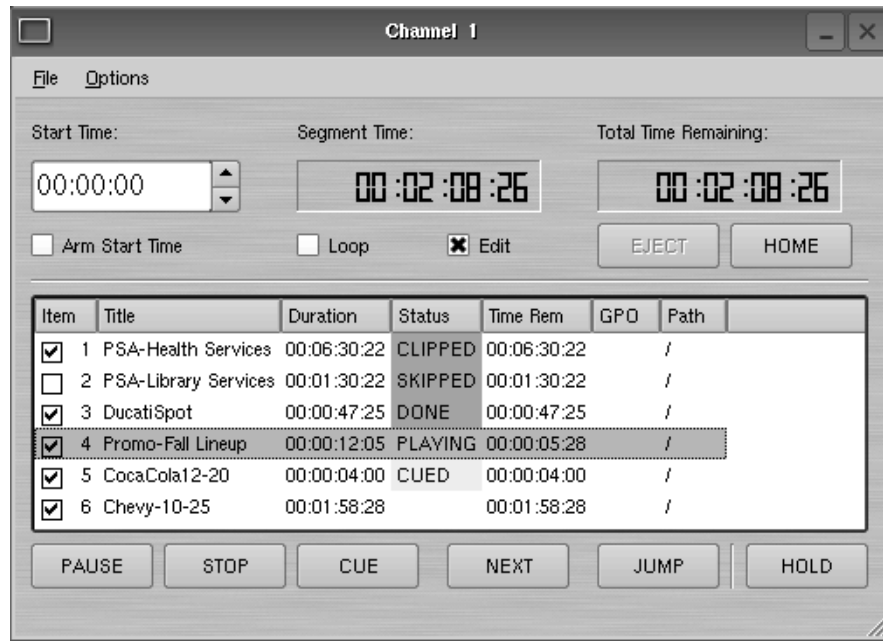 Channel 1
File Options
Start Time: Segment Time: Total Time Remaining:
00:00:00 00:02:08:26 00:02:08:26
Arm Start Time Loop Edit EJECT HOME
Item Title Duration Status Time Rem GPO Path
1 PSA-Health Services 00:06:30:22 CLIPPED 00:06:30:22 /
2 PSA-Library Services 00:01:30:22 SKIPPED 00:01:30:22 /
3 DucatiSpot 00:00:47:25 DONE 00:00:47:25 /
4 Promo-Fall Lineup 00:00:12:05 PLAYING 00:00:05:28 /
5 CocaCola12-20 00:00:04:00 CUED 00:00:04:00 /
6 Chevy-10-25 00:01:58:28 00:01:58:28 /
PAUSE STOP CUE NEXT JUMP HOLD